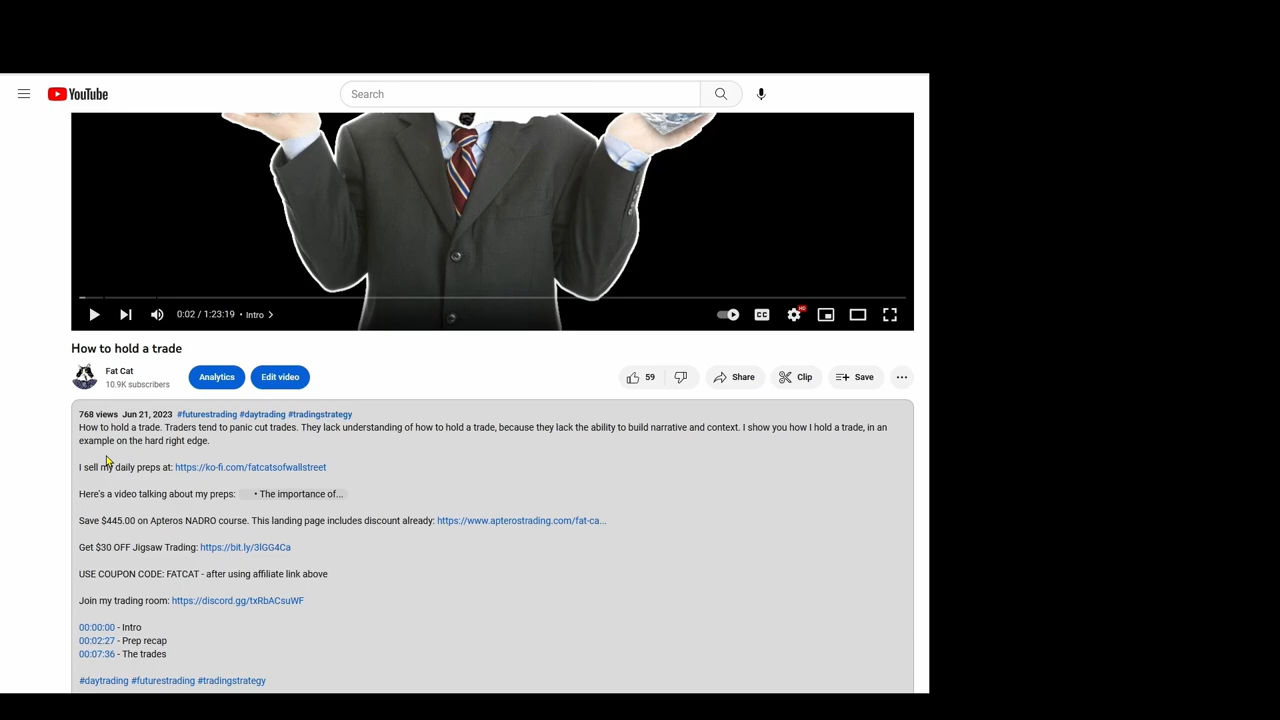 YouTube
Search
0:02 / 1:23:19 • Intro
CC
HD
How to hold a trade
Fat Cat
10.9K subscribers
Analytics
Edit video
59
Share
Clip
Save
768 views Jun 21, 2023 #futurestrading #daytrading #tradingstrategy
How to hold a trade. Traders tend to panic cut trades. They lack understanding of how to hold a trade, because they lack the ability to build narrative and context. I show you how I hold a trade, in an
example on the hard right edge.
I sell my daily preps at: https://ko-fi.com/fatcatsofwallstreet
Here's a video talking about my preps: • The importance of...
Save $445.00 on Apteros NADRO course. This landing page includes discount already: https://www.apterostrading.com/fat-ca...
Get $30 OFF Jigsaw Trading: https://bit.ly/3lGG4Ca
USE COUPON CODE: FATCAT - after using affiliate link above
Join my trading room: https://discord.gg/txRbACsuWF
00:00:00 - Intro
00:02:27 - Prep recap
00:07:36 - The trades
#daytrading #futurestrading #tradingstrategy